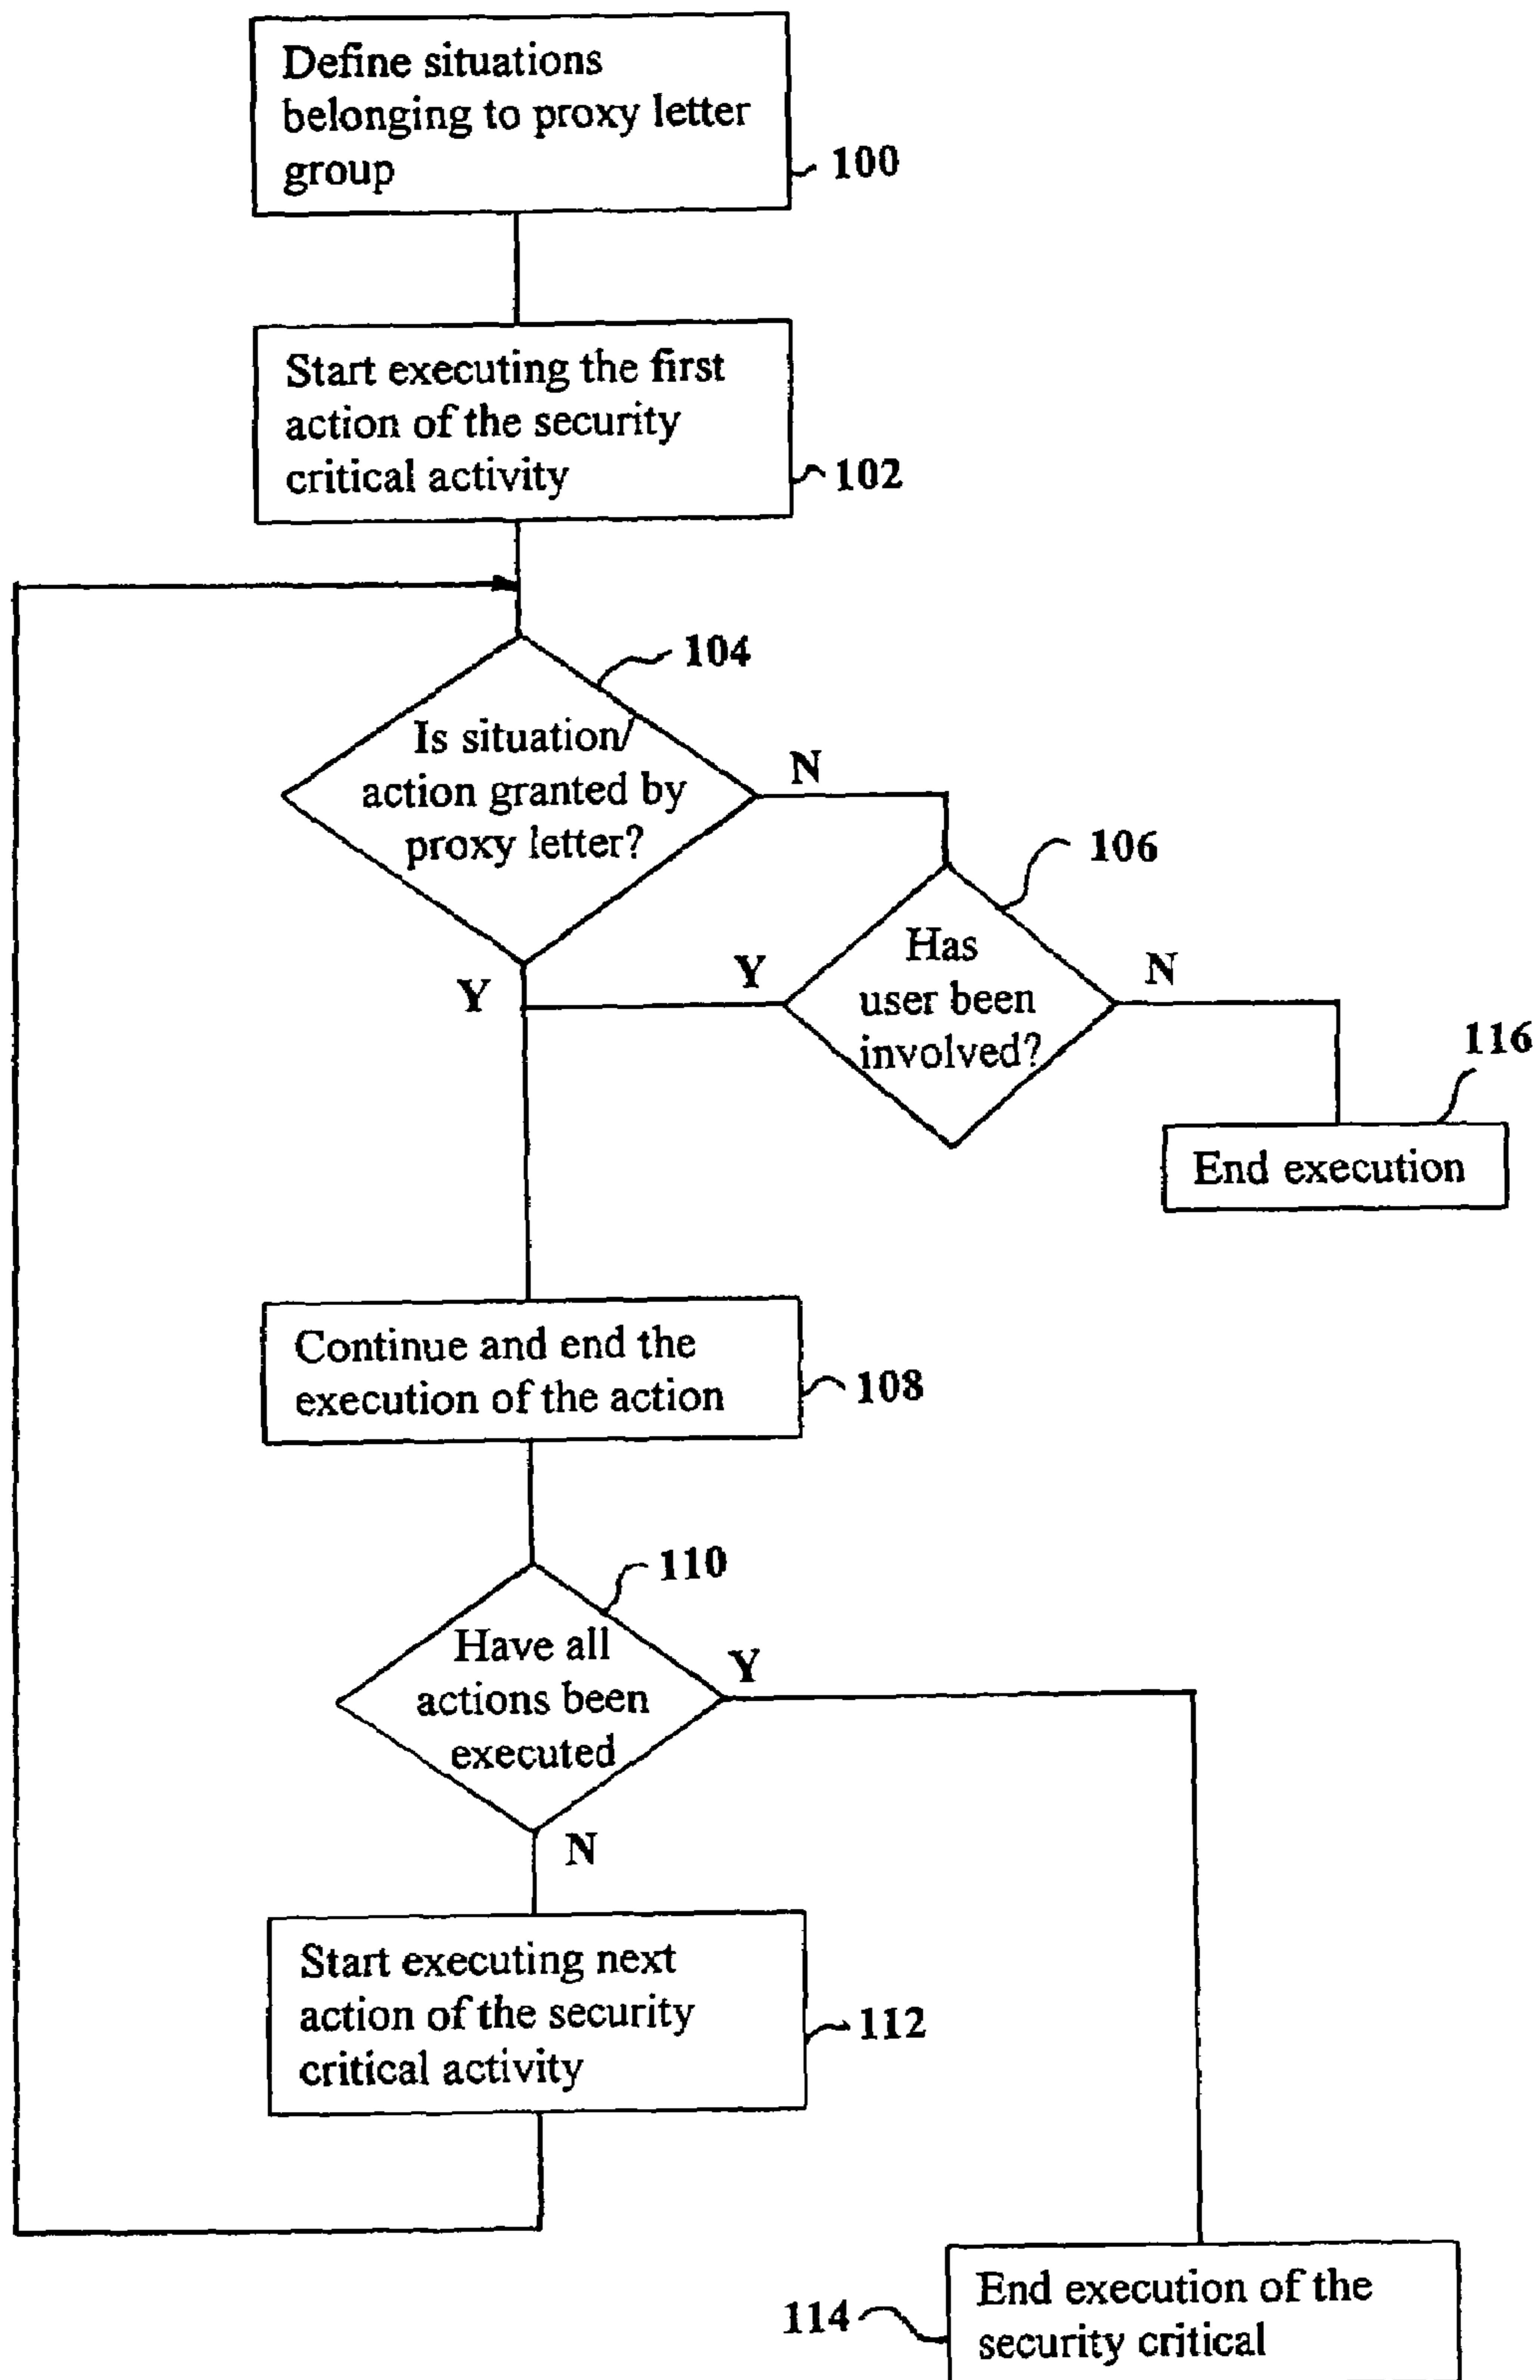 Define situations
belonging to proxy letter
group
100
Start executing the first
action of the security
critical activity
102
104
Is situation/
action granted by
proxy letter?
N
106
Has
user been
involved?
Y
Y
N
116
End execution
Continue and end the
execution of the action
108
110
Have all
actions been
executed
Y
N
Start executing next
action of the security
critical activity
112
End execution of the
security critical
114